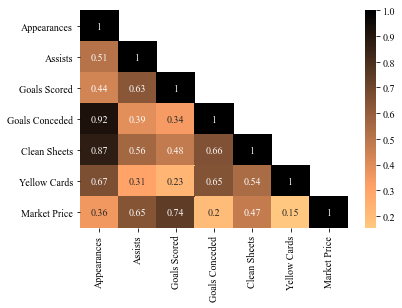 Appearances 1
Assists 0.51 1
Goals Scored 0.44 0.63 1
Goals Conceded 0.92 0.39 0.34 1
Clean Sheets 0.87 0.56 0.48 0.66 1
Yellow Cards 0.67 0.31 0.23 0.65 0.54 1
Market Price 0.36 0.65 0.74 0.2 0.47 0.15 1
Appearances
Assists
Goals Scored
Goals Conceded
Clean Sheets
Yellow Cards
Market Price
1.0
0.9
0.8
0.7
0.6
0.5
0.4
0.3
0.2